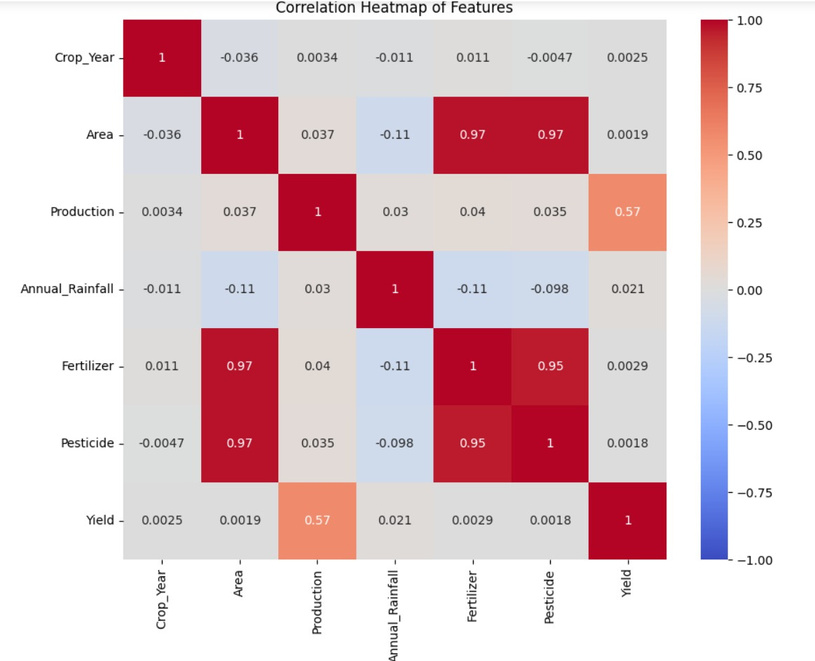 Correlation Heatmap of Features
Crop_Year 1 -0.036 0.0034 -0.011 0.011 -0.0047 0.0025
Area -0.036 1 0.037 -0.11 0.97 0.97 0.0019
Production 0.0034 0.037 1 0.03 0.04 0.035 0.57
Annual_Rainfall -0.011 -0.11 0.03 1 -0.11 -0.098 0.021
Fertilizer 0.011 0.97 0.04 -0.11 1 0.95 0.0029
Pesticide -0.0047 0.97 0.035 -0.098 0.95 1 0.0018
Yield 0.0025 0.0019 0.57 0.021 0.0029 0.0018 1
Crop_Year Area Production Annual_Rainfall Fertilizer Pesticide Yield
1.00
0.75
0.50
0.25
0.00
−0.25
−0.50
−0.75
−1.00